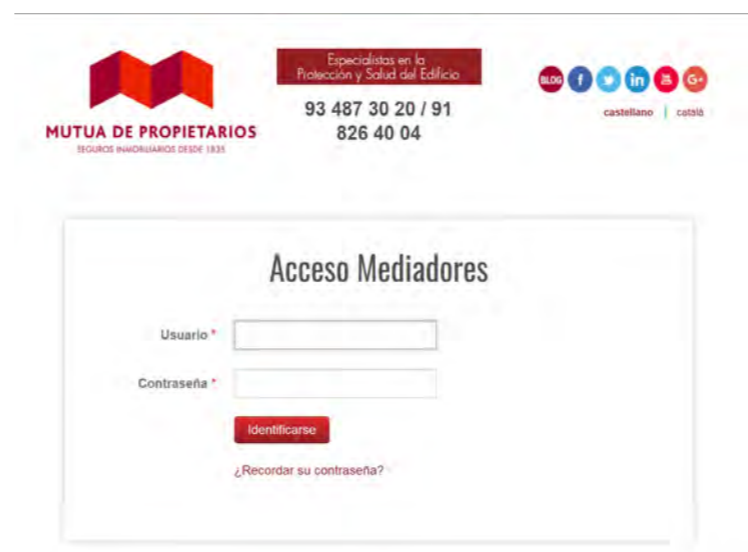 MUTUA DE PROPIETARIOS
SEGUROS INMOBILIARIOS DESDE 1835
Especialistas en la
Protección y Salud del Edificio
93 487 30 20 / 91
826 40 04
BLOG
castellano | català
Acceso Mediadores
Usuario *
Contraseña *
Identificarse
¿Recordar su contraseña?